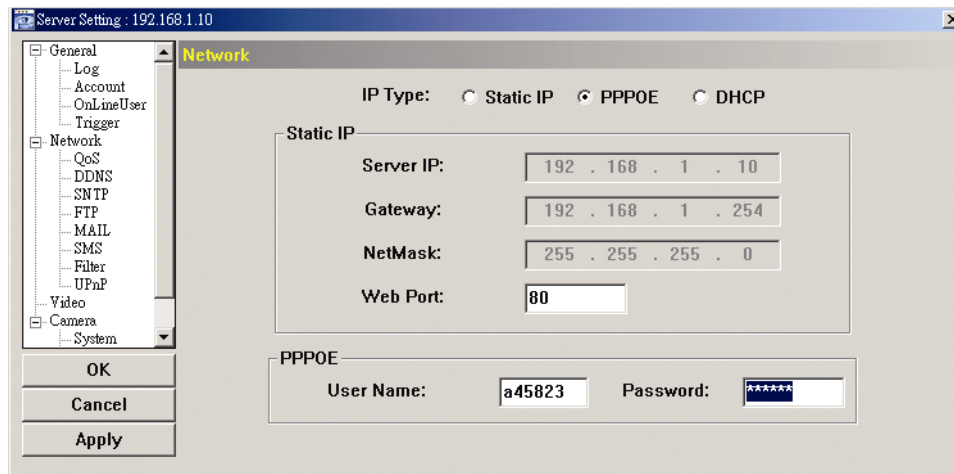 Server Setting : 192.168.1.10
General
Log
Account
OnLineUser
Trigger
Network
QoS
DDNS
SNTP
FTP
MAIL
SMS
Filter
UPnP
Video
Camera
System
OK
Cancel
Apply
Network
IP Type: Static IP PPPOE DHCP
Static IP
Server IP: 192 . 168 . 1 . 10
Gateway: 192 . 168 . 1 . 254
NetMask: 255 . 255 . 255 . 0
Web Port: 80
PPPOE
User Name: a45823 Password: ******